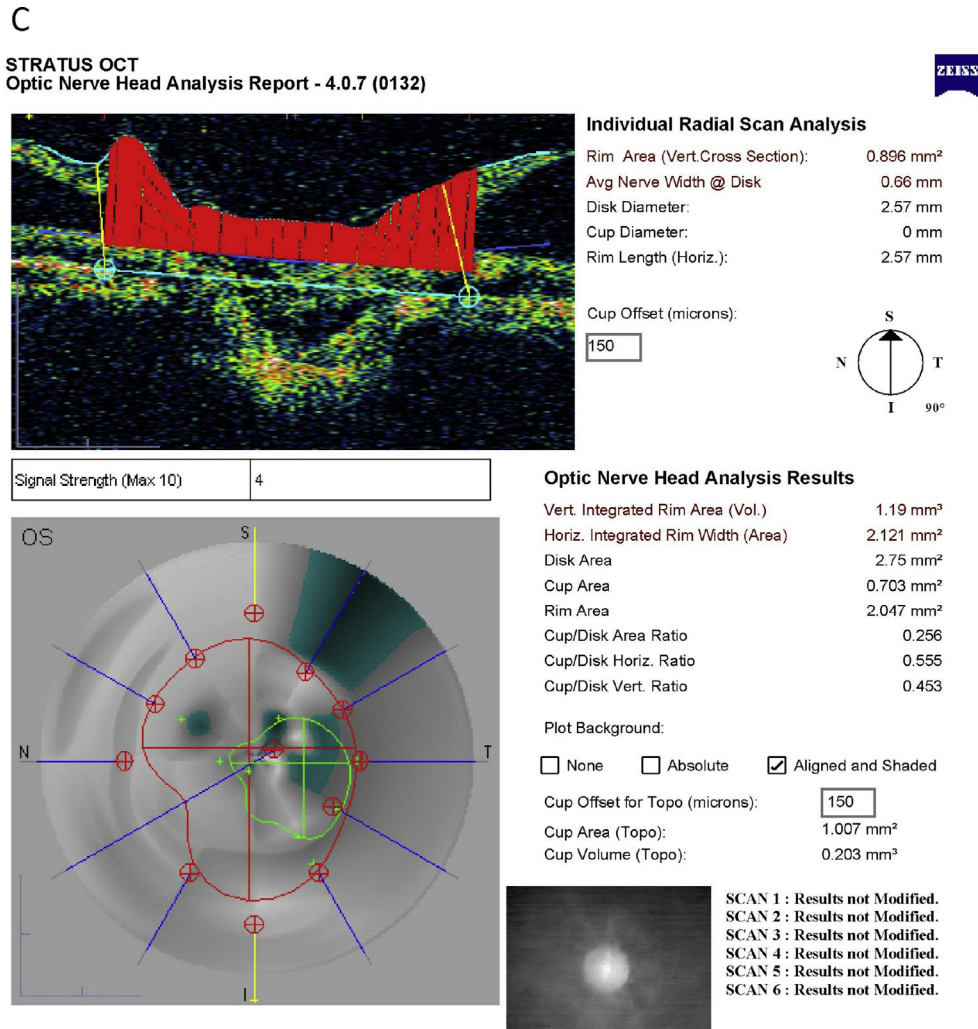 C
STRATUS OCT
Optic Nerve Head Analysis Report - 4.0.7 (0132)
ZEISS
Individual Radial Scan Analysis
Rim Area (Vert.Cross Section): 0.896 mm²
Avg Nerve Width @ Disk 0.66 mm
Disk Diameter: 2.57 mm
Cup Diameter: 0 mm
Rim Length (Horiz.): 2.57 mm
Cup Offset (microns):
150
S
N T
I 90°
Signal Strength (Max 10) 4
OS
S
N T
I
Optic Nerve Head Analysis Results
Vert. Integrated Rim Area (Vol.) 1.19 mm³
Horiz. Integrated Rim Width (Area) 2.121 mm²
Disk Area 2.75 mm²
Cup Area 0.703 mm²
Rim Area 2.047 mm²
Cup/Disk Area Ratio 0.256
Cup/Disk Horiz. Ratio 0.555
Cup/Disk Vert. Ratio 0.453
Plot Background:
None Absolute Aligned and Shaded
Cup Offset for Topo (microns): 150
Cup Area (Topo): 1.007 mm²
Cup Volume (Topo): 0.203 mm³
SCAN 1 : Results not Modified.
SCAN 2 : Results not Modified.
SCAN 3 : Results not Modified.
SCAN 4 : Results not Modified.
SCAN 5 : Results not Modified.
SCAN 6 : Results not Modified.